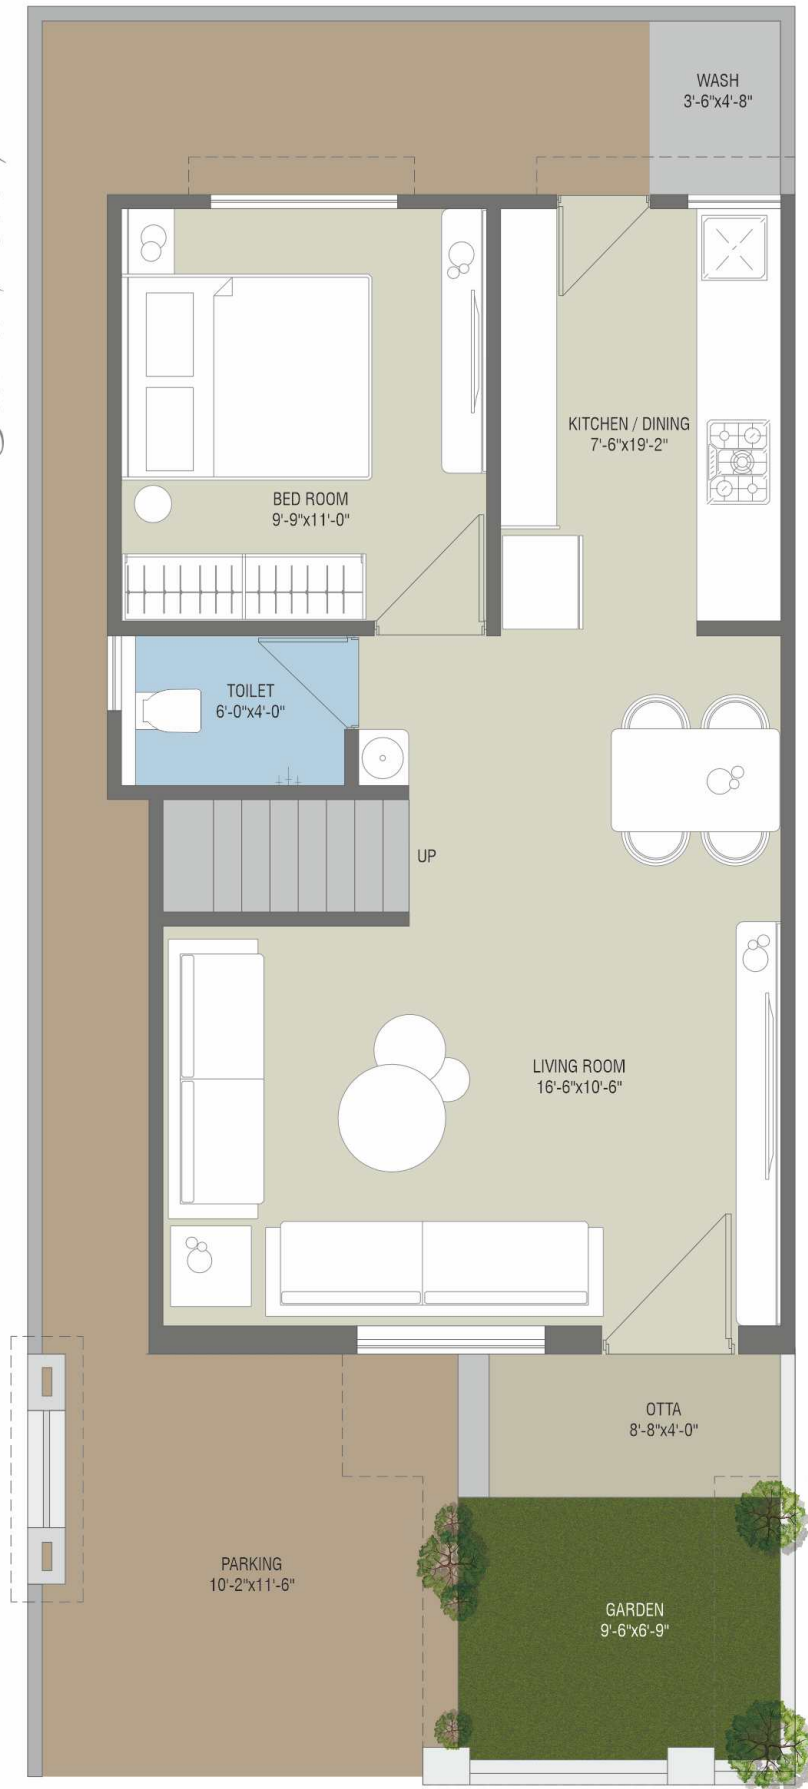 WASH
3'-6"x4'-8"
KITCHEN / DINING
7'-6"x19'-2"
BED ROOM
9'-9"x11'-0"
TOILET
6'-0"x4'-0"
UP
LIVING ROOM
16'-6"x10'-6"
OTTA
8'-8"x4'-0"
PARKING
10'-2"x11'-6"
GARDEN
9'-6"x6'-9"